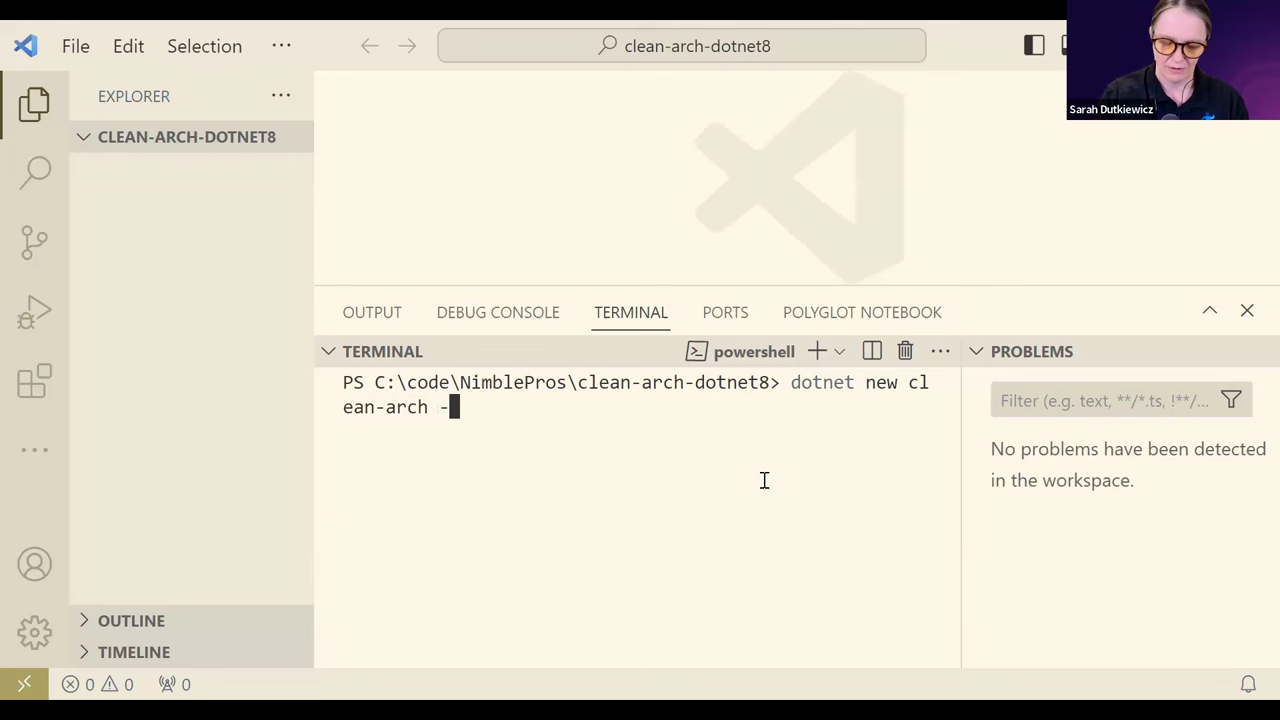 File Edit Selection ···
clean-arch-dotnet8
Sarah Dutkiewicz
EXPLORER ···
CLEAN-ARCH-DOTNET8
OUTPUT DEBUG CONSOLE TERMINAL PORTS POLYGLOT NOTEBOOK
TERMINAL
powershell
PROBLEMS
PS C:\code\NimblePros\clean-arch-dotnet8> dotnet new cl
ean-arch -
Filter (e.g. text, **/*.ts, !**/...
No problems have been detected
in the workspace.
OUTLINE
TIMELINE
0 0 0